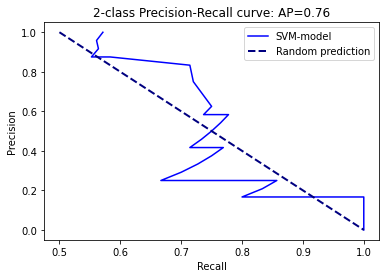 2-class Precision-Recall curve: AP=0.76
SVM-model
Random prediction
Precision
1.0
0.8
0.6
0.4
0.2
0.0
0.5 0.6 0.7 0.8 0.9 1.0
Recall